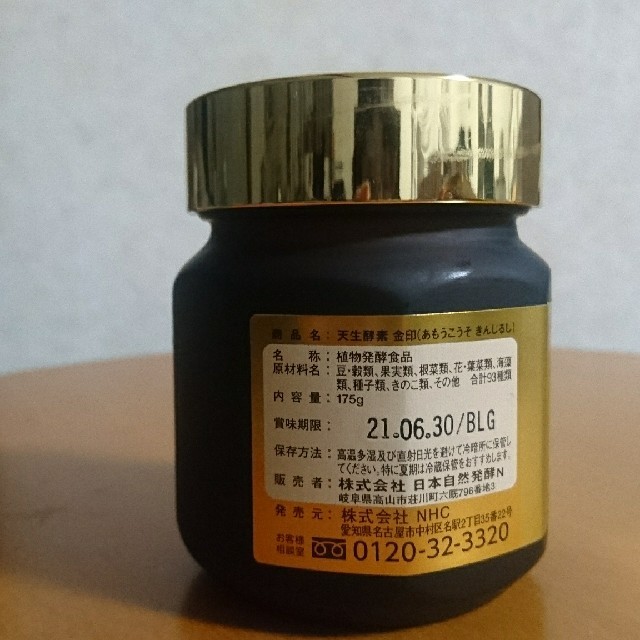 商品名：天生酵素 金印(あもうこうそ きんじるし)
名　　称：植物発酵食品
原材料名：豆・穀類、果実類、根菜類、花・葉菜類、海藻
類、種子類、きのこ類、その他　合計93種類
内 容 量：175g
賞味期限：21.06.30/BLG
保存方法：高温多湿及び直射日光を避けて冷暗所に保管し
てください。特に夏期は冷蔵保管をおすすめします。
販 売 者：株式会社 日本自然発酵N
岐阜県高山市荘川町六厩796番地3
発 売 元：株式会社 NHC
愛知県名古屋市中村区名駅2丁目35番22号
お客様
相談室 0120-32-3320